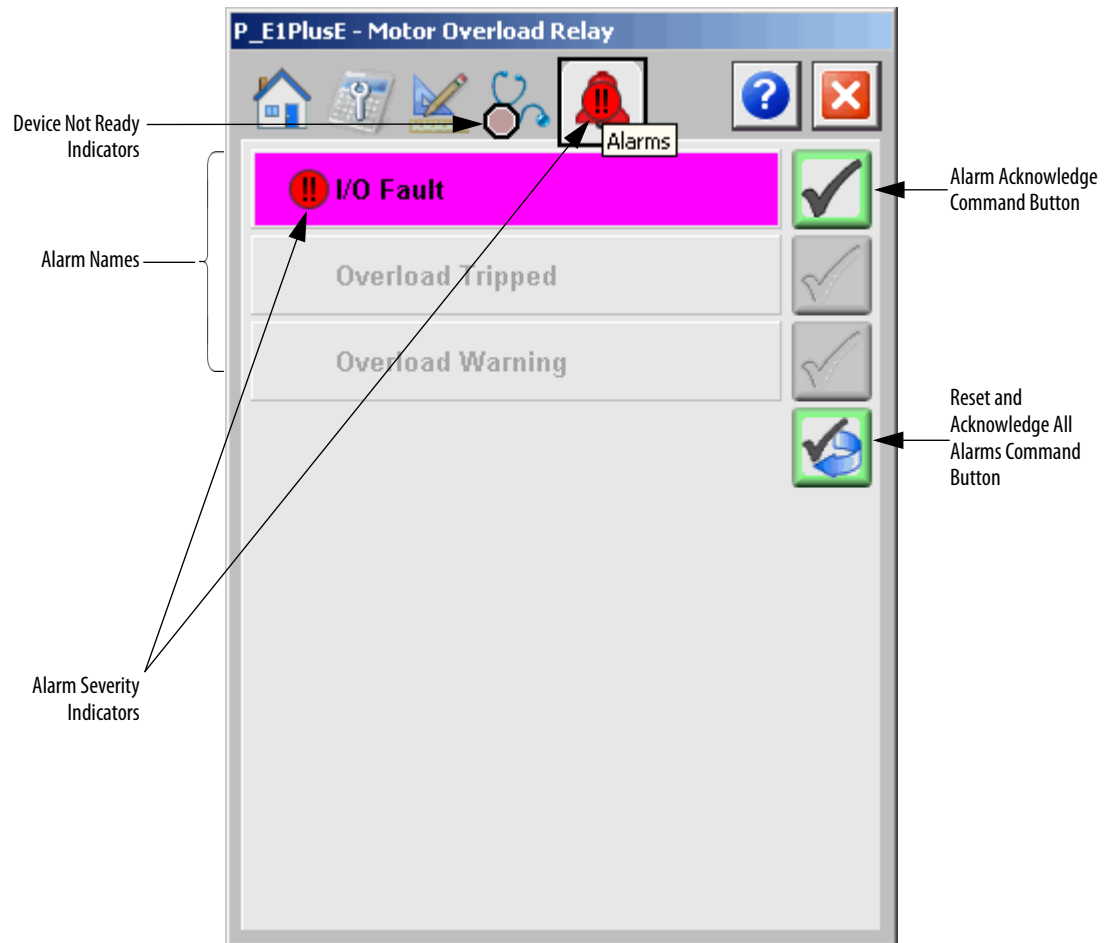 P_E1PlusE - Motor Overload Relay
Device Not Ready
Indicators
Alarms
!!
Alarm Names
!! I/O Fault
Overload Tripped
Overload Warning
Alarm Acknowledge
Command Button
Reset and
Acknowledge All
Alarms Command
Button
Alarm Severity
Indicators
?